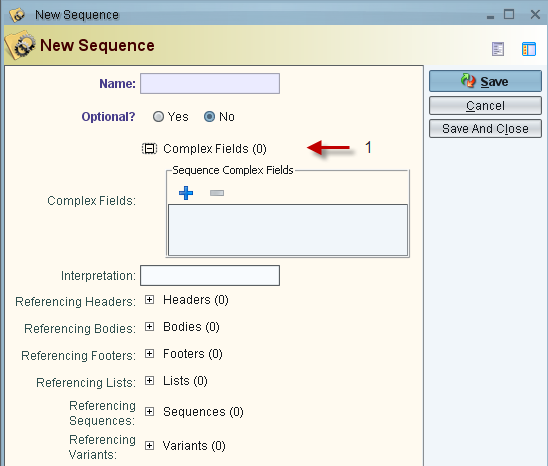 New Sequence
New Sequence
Name:
Optional? Yes No
Complex Fields (0) 1
Sequence Complex Fields
Complex Fields:
Interpretation:
Referencing Headers: Headers (0)
Referencing Bodies: Bodies (0)
Referencing Footers: Footers (0)
Referencing Lists: Lists (0)
Referencing
Sequences: Sequences (0)
Referencing
Variants: Variants (0)
Save
Cancel
Save And Close